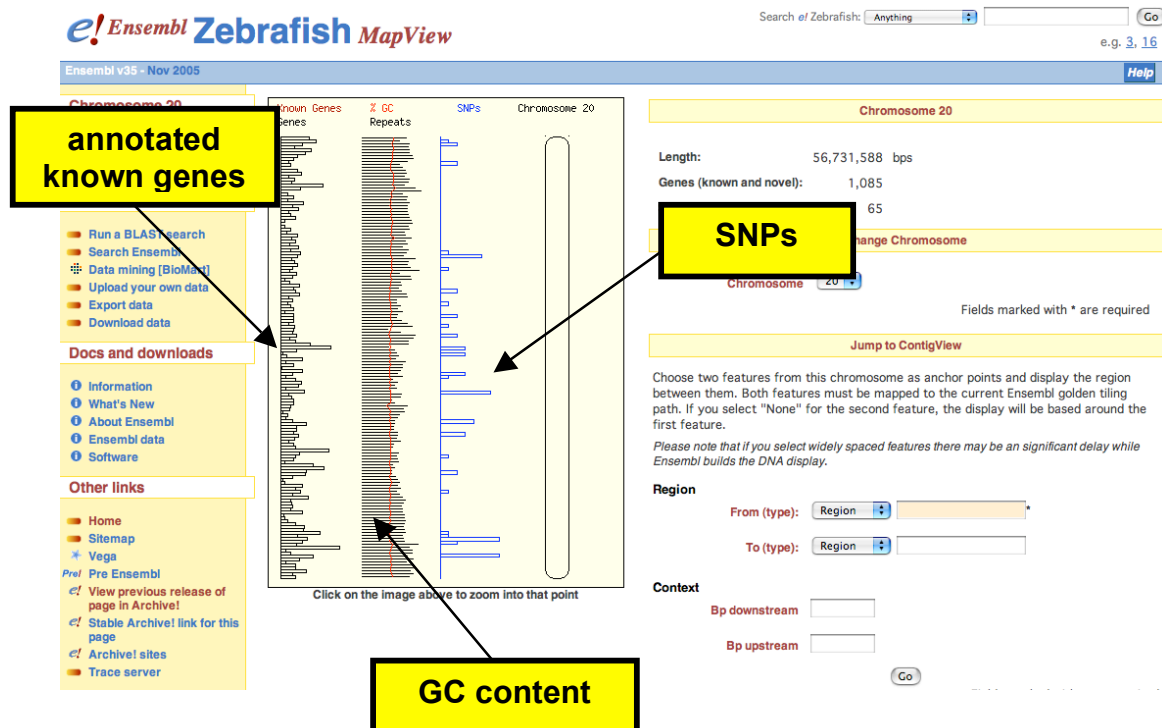 e! Ensembl Zebrafish MapView
Search e! Zebrafish: Anything Go
e.g. 3, 16
Ensembl v35 - Nov 2005 Help
Chromosome 20
annotated
known genes
Run a BLAST search
Search Ensembl
Data mining [BioMart]
Upload your own data
Export data
Download data
Docs and downloads
Information
What's New
About Ensembl
Ensembl data
Software
Other links
Home
Sitemap
Vega
Pre! Pre Ensembl
e! View previous release of
page in Archive!
e! Stable Archive! link for this
page
e! Archive! sites
Trace server
Known Genes % GC SNPs Chromosome 20
Genes Repeats
Click on the image above to zoom into that point
GC content
SNPs
Chromosome 20
Length: 56,731,588 bps
Genes (known and novel): 1,085
65
Change Chromosome
Chromosome 20
Fields marked with * are required
Jump to ContigView
Choose two features from this chromosome as anchor points and display the region
between them. Both features must be mapped to the current Ensembl golden tiling
path. If you select "None" for the second feature, the display will be based around the
first feature.
Please note that if you select widely spaced features there may be an significant delay while
Ensembl builds the DNA display.
Region
From (type): Region *
To (type): Region
Context
Bp downstream
Bp upstream
Go